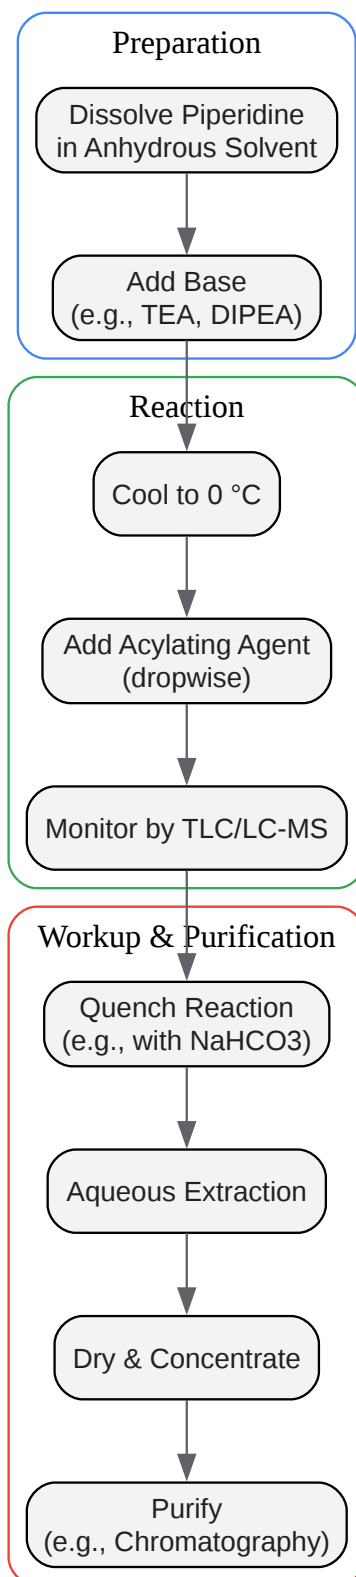 Preparation
Dissolve Piperidine
in Anhydrous Solvent
Add Base
(e.g., TEA, DIPEA)
Reaction
Cool to 0 °C
Add Acylating Agent
(dropwise)
Monitor by TLC/LC-MS
Workup & Purification
Quench Reaction
(e.g., with NaHCO3)
Aqueous Extraction
Dry & Concentrate
Purify
(e.g., Chromatography)